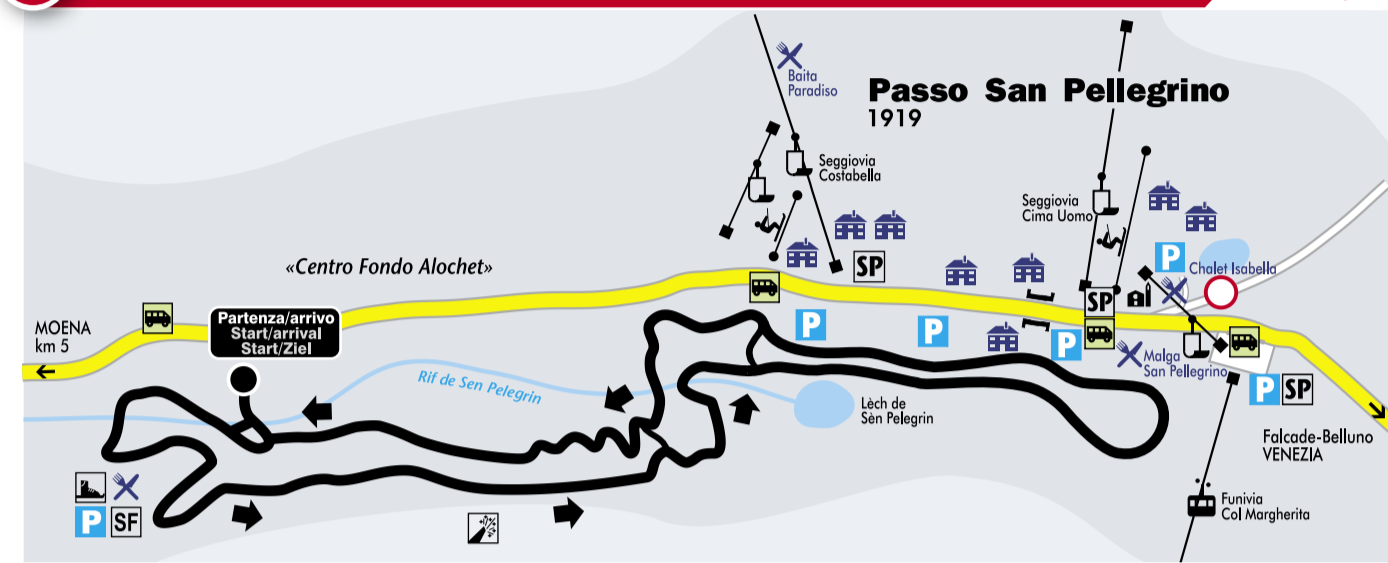 Baita
Paradiso
Passo San Pellegrino
1919
Seggiovia
Costabella
Seggiovia
Cima Uomo
«Centro Fondo Alochet»
SP
P
Chalet Isabella
MOENA
km 5
Partenza/arrivo
Start/arrival
Start/Ziel
P
P
SP
P
Malga
San Pellegrino
Rif de Sen Pelegrin
Lèch de
Sèn Pelegrin
P SP
Falcade-Belluno
VENEZIA
P SF
Funivia
Col Margherita